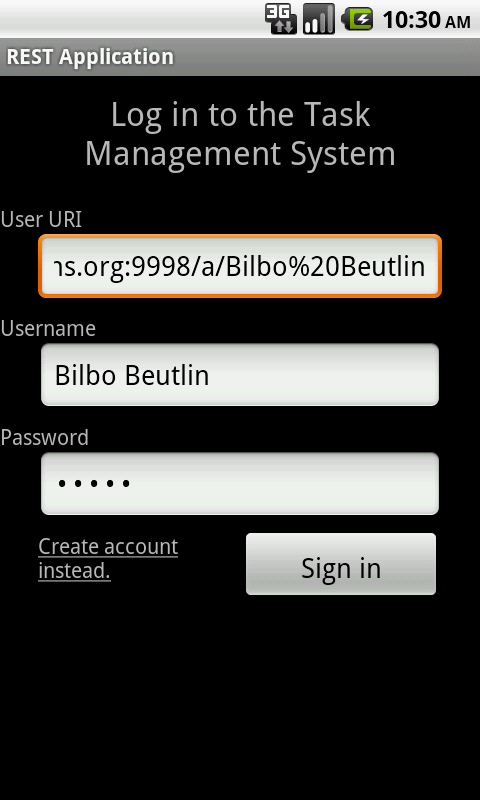 3G
10:30 AM
REST Application
Log in to the Task
Management System
User URI
s.org:9998/a/Bilbo%20Beutlin
Username
Bilbo Beutlin
Password
•••••
Create account
instead.
Sign in